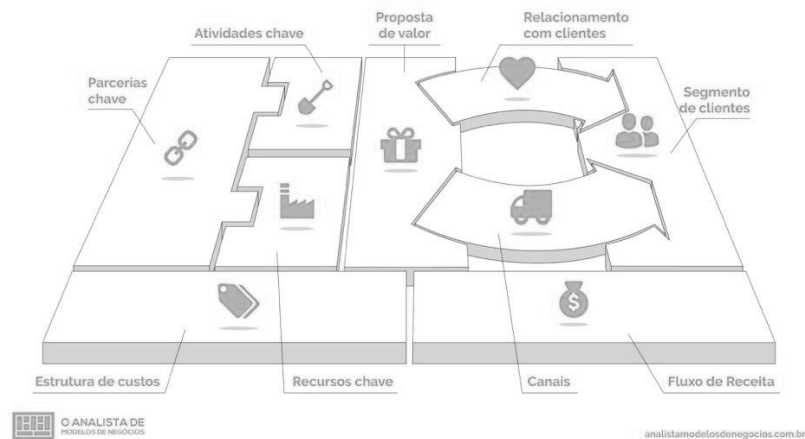 Atividades chave
Proposta
de valor
Relacionamento
com clientes
Parcerias
chave
Segmento
de clientes
$
Estrutura de custos
Recursos chave
Canais
Fluxo de Receita
O ANALISTA DE
MODELOS DE NEGÓCIOS
analistamodelosdenegocios.com.br